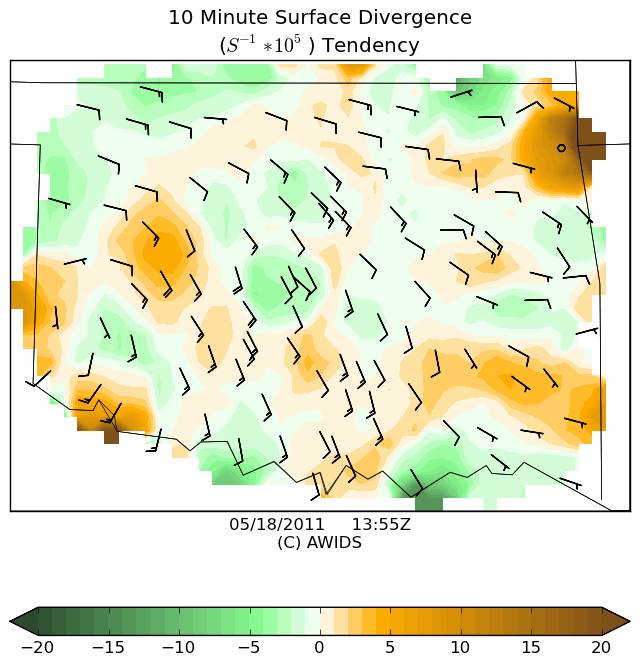 10 Minute Surface Divergence
(S⁻¹ *10⁵ ) Tendency
05/18/2011 13:55Z
(C) AWIDS
−20 −15 −10 −5 0 5 10 15 20